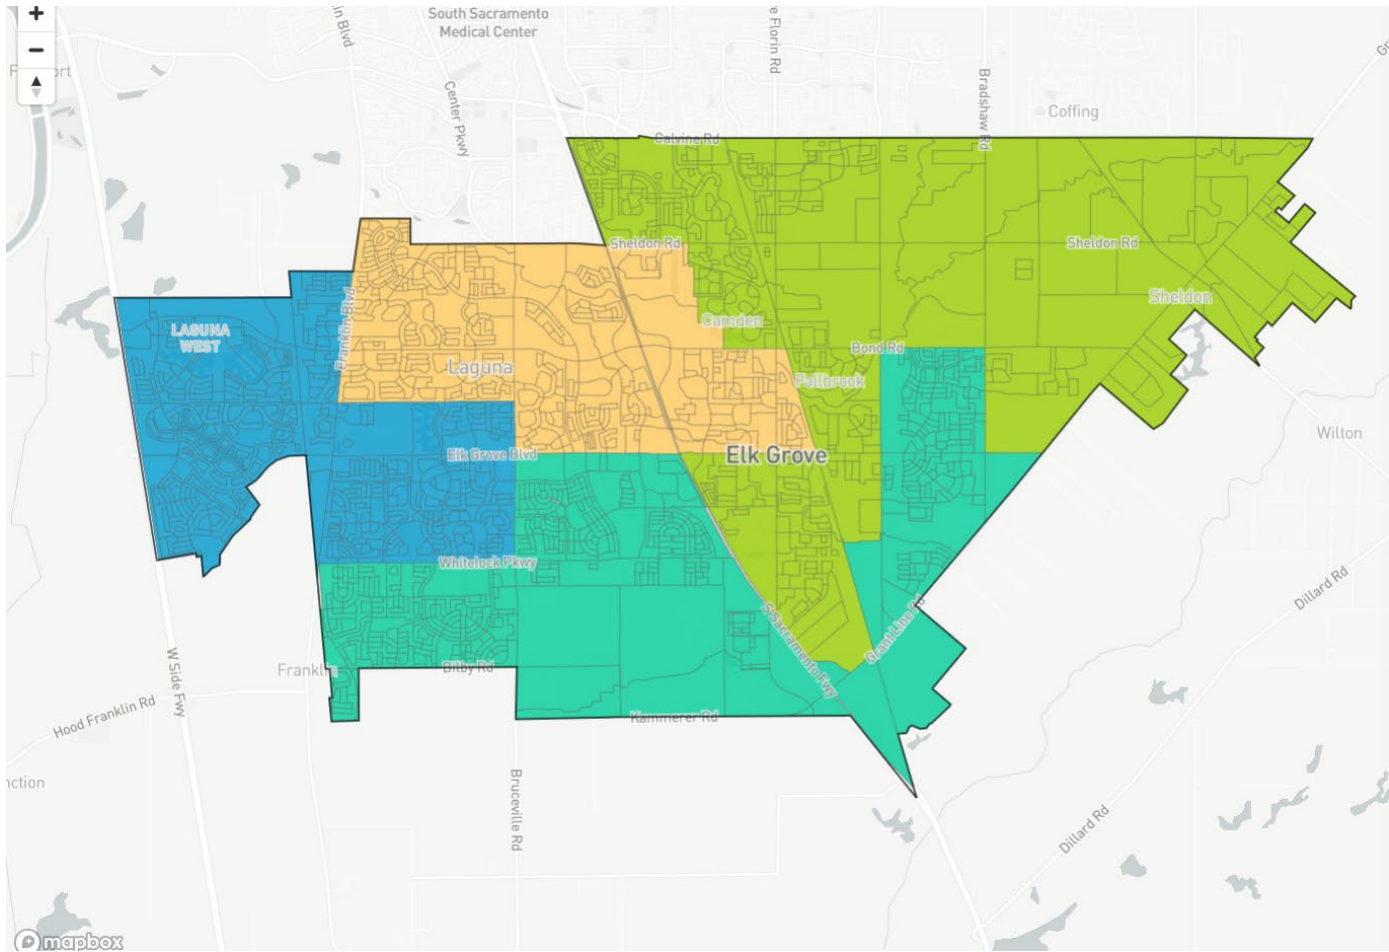 South Sacramento
Medical Center
Center Pkwy
Bradshaw Rd
Coffing
Calvine Rd
Sheldon Rd
Sheldon Rd
Sheldon
LAGUNA
WEST
Franklin Blvd
Camden
Bond Rd
Laguna
Fallbrook
Wilton
Elk Grove Blvd
Elk Grove
Whitelock Pkwy
Dillard Rd
S Sacramento Fwy
Grant Line Rd
W Side Fwy
Franklin
Bilby Rd
Hood Franklin Rd
Kammerer Rd
Bruceville Rd
Dillard Rd
mapbox